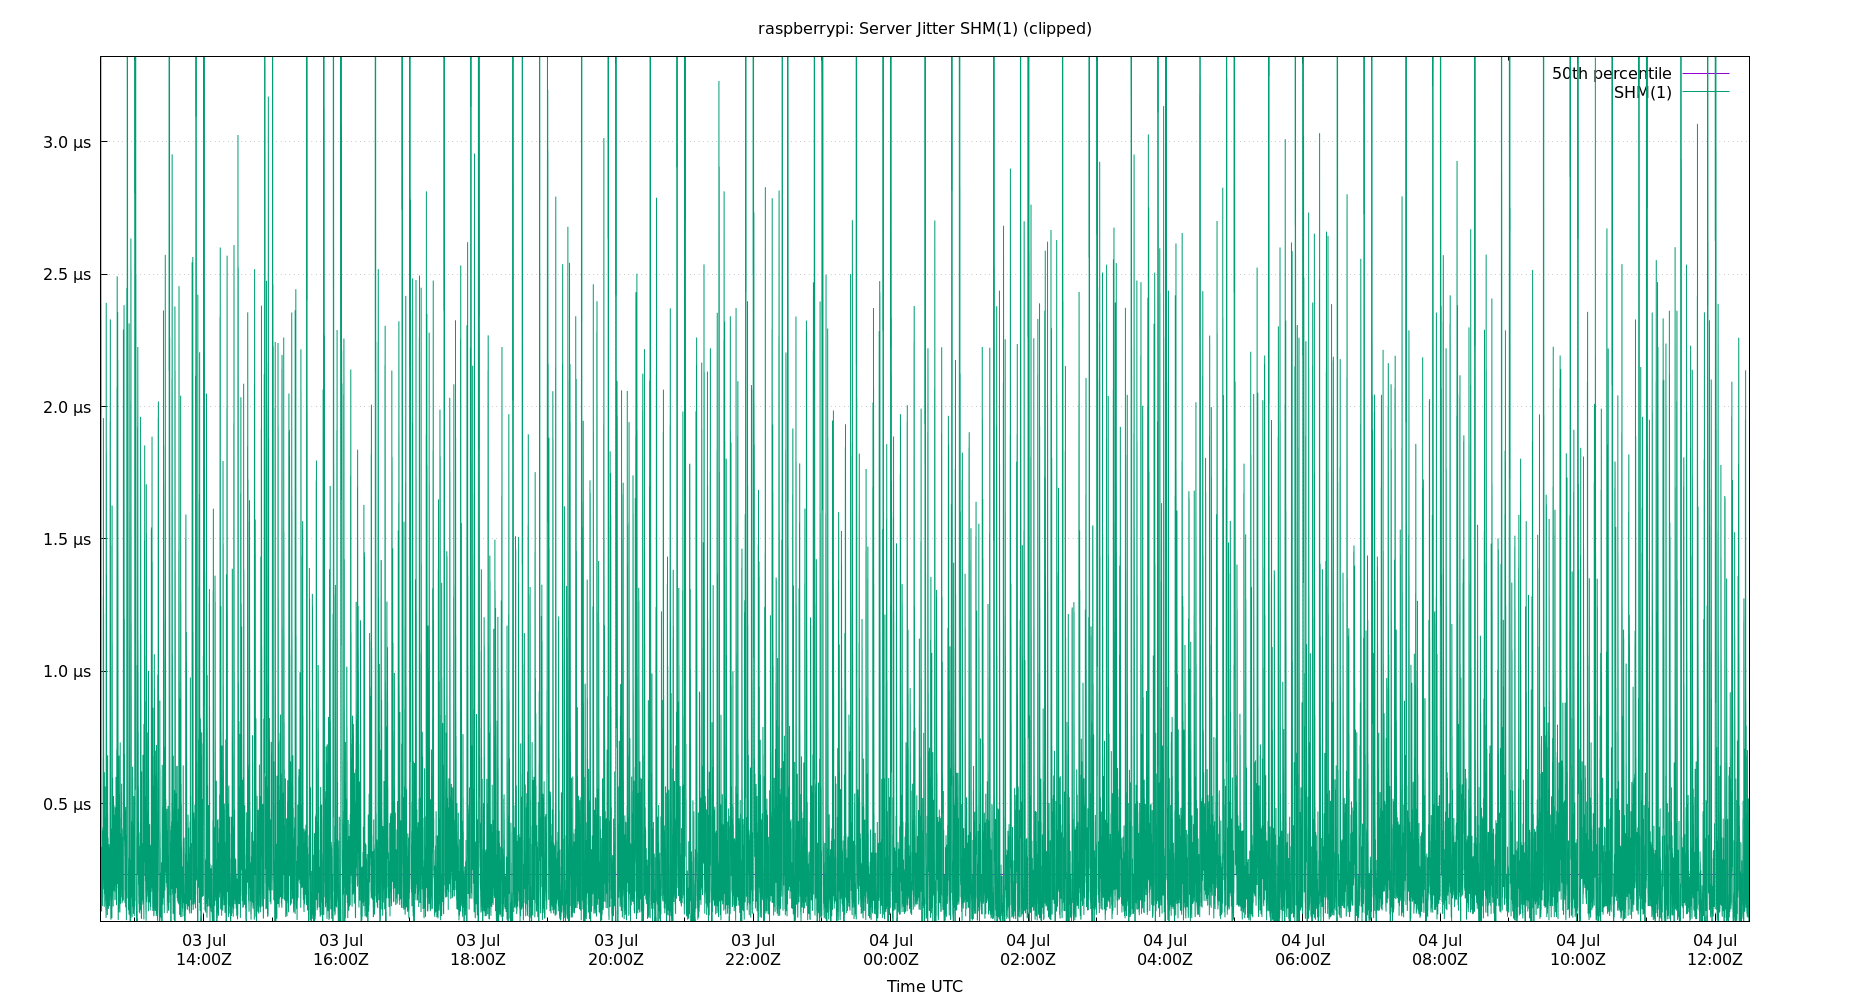 raspberrypi: Server Jitter SHM(1) (clipped)
50th percentile
SHM(1)
3.0 µs
2.5 µs
2.0 µs
1.5 µs
1.0 µs
0.5 µs
03 Jul 03 Jul 03 Jul 03 Jul 03 Jul 04 Jul 04 Jul 04 Jul 04 Jul 04 Jul 04 Jul 04 Jul
14:00Z 16:00Z 18:00Z 20:00Z 22:00Z 00:00Z 02:00Z 04:00Z 06:00Z 08:00Z 10:00Z 12:00Z
Time UTC